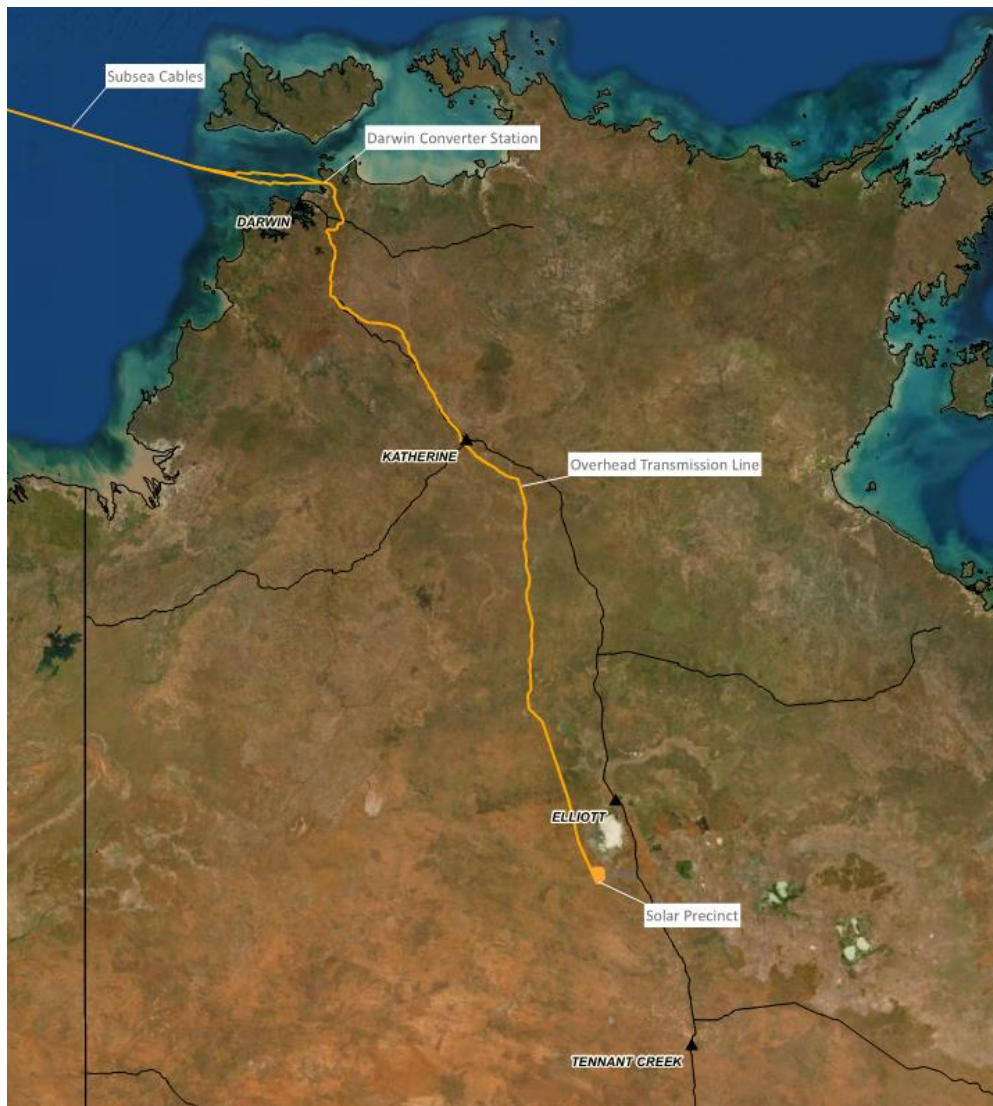 Subsea Cables
Darwin Converter Station
DARWIN
KATHERINE
Overhead Transmission Line
ELLIOTT
Solar Precinct
TENNANT CREEK